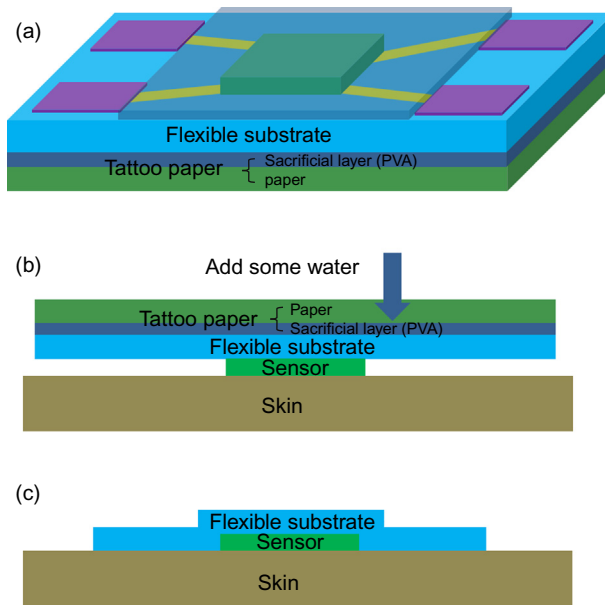 (a)
Flexible substrate
Tattoo paper { Sacrificial layer (PVA)
paper
(b)
Add some water
Tattoo paper { Paper
Sacrificial layer (PVA)
Flexible substrate
Sensor
Skin
(c)
Flexible substrate
Sensor
Skin